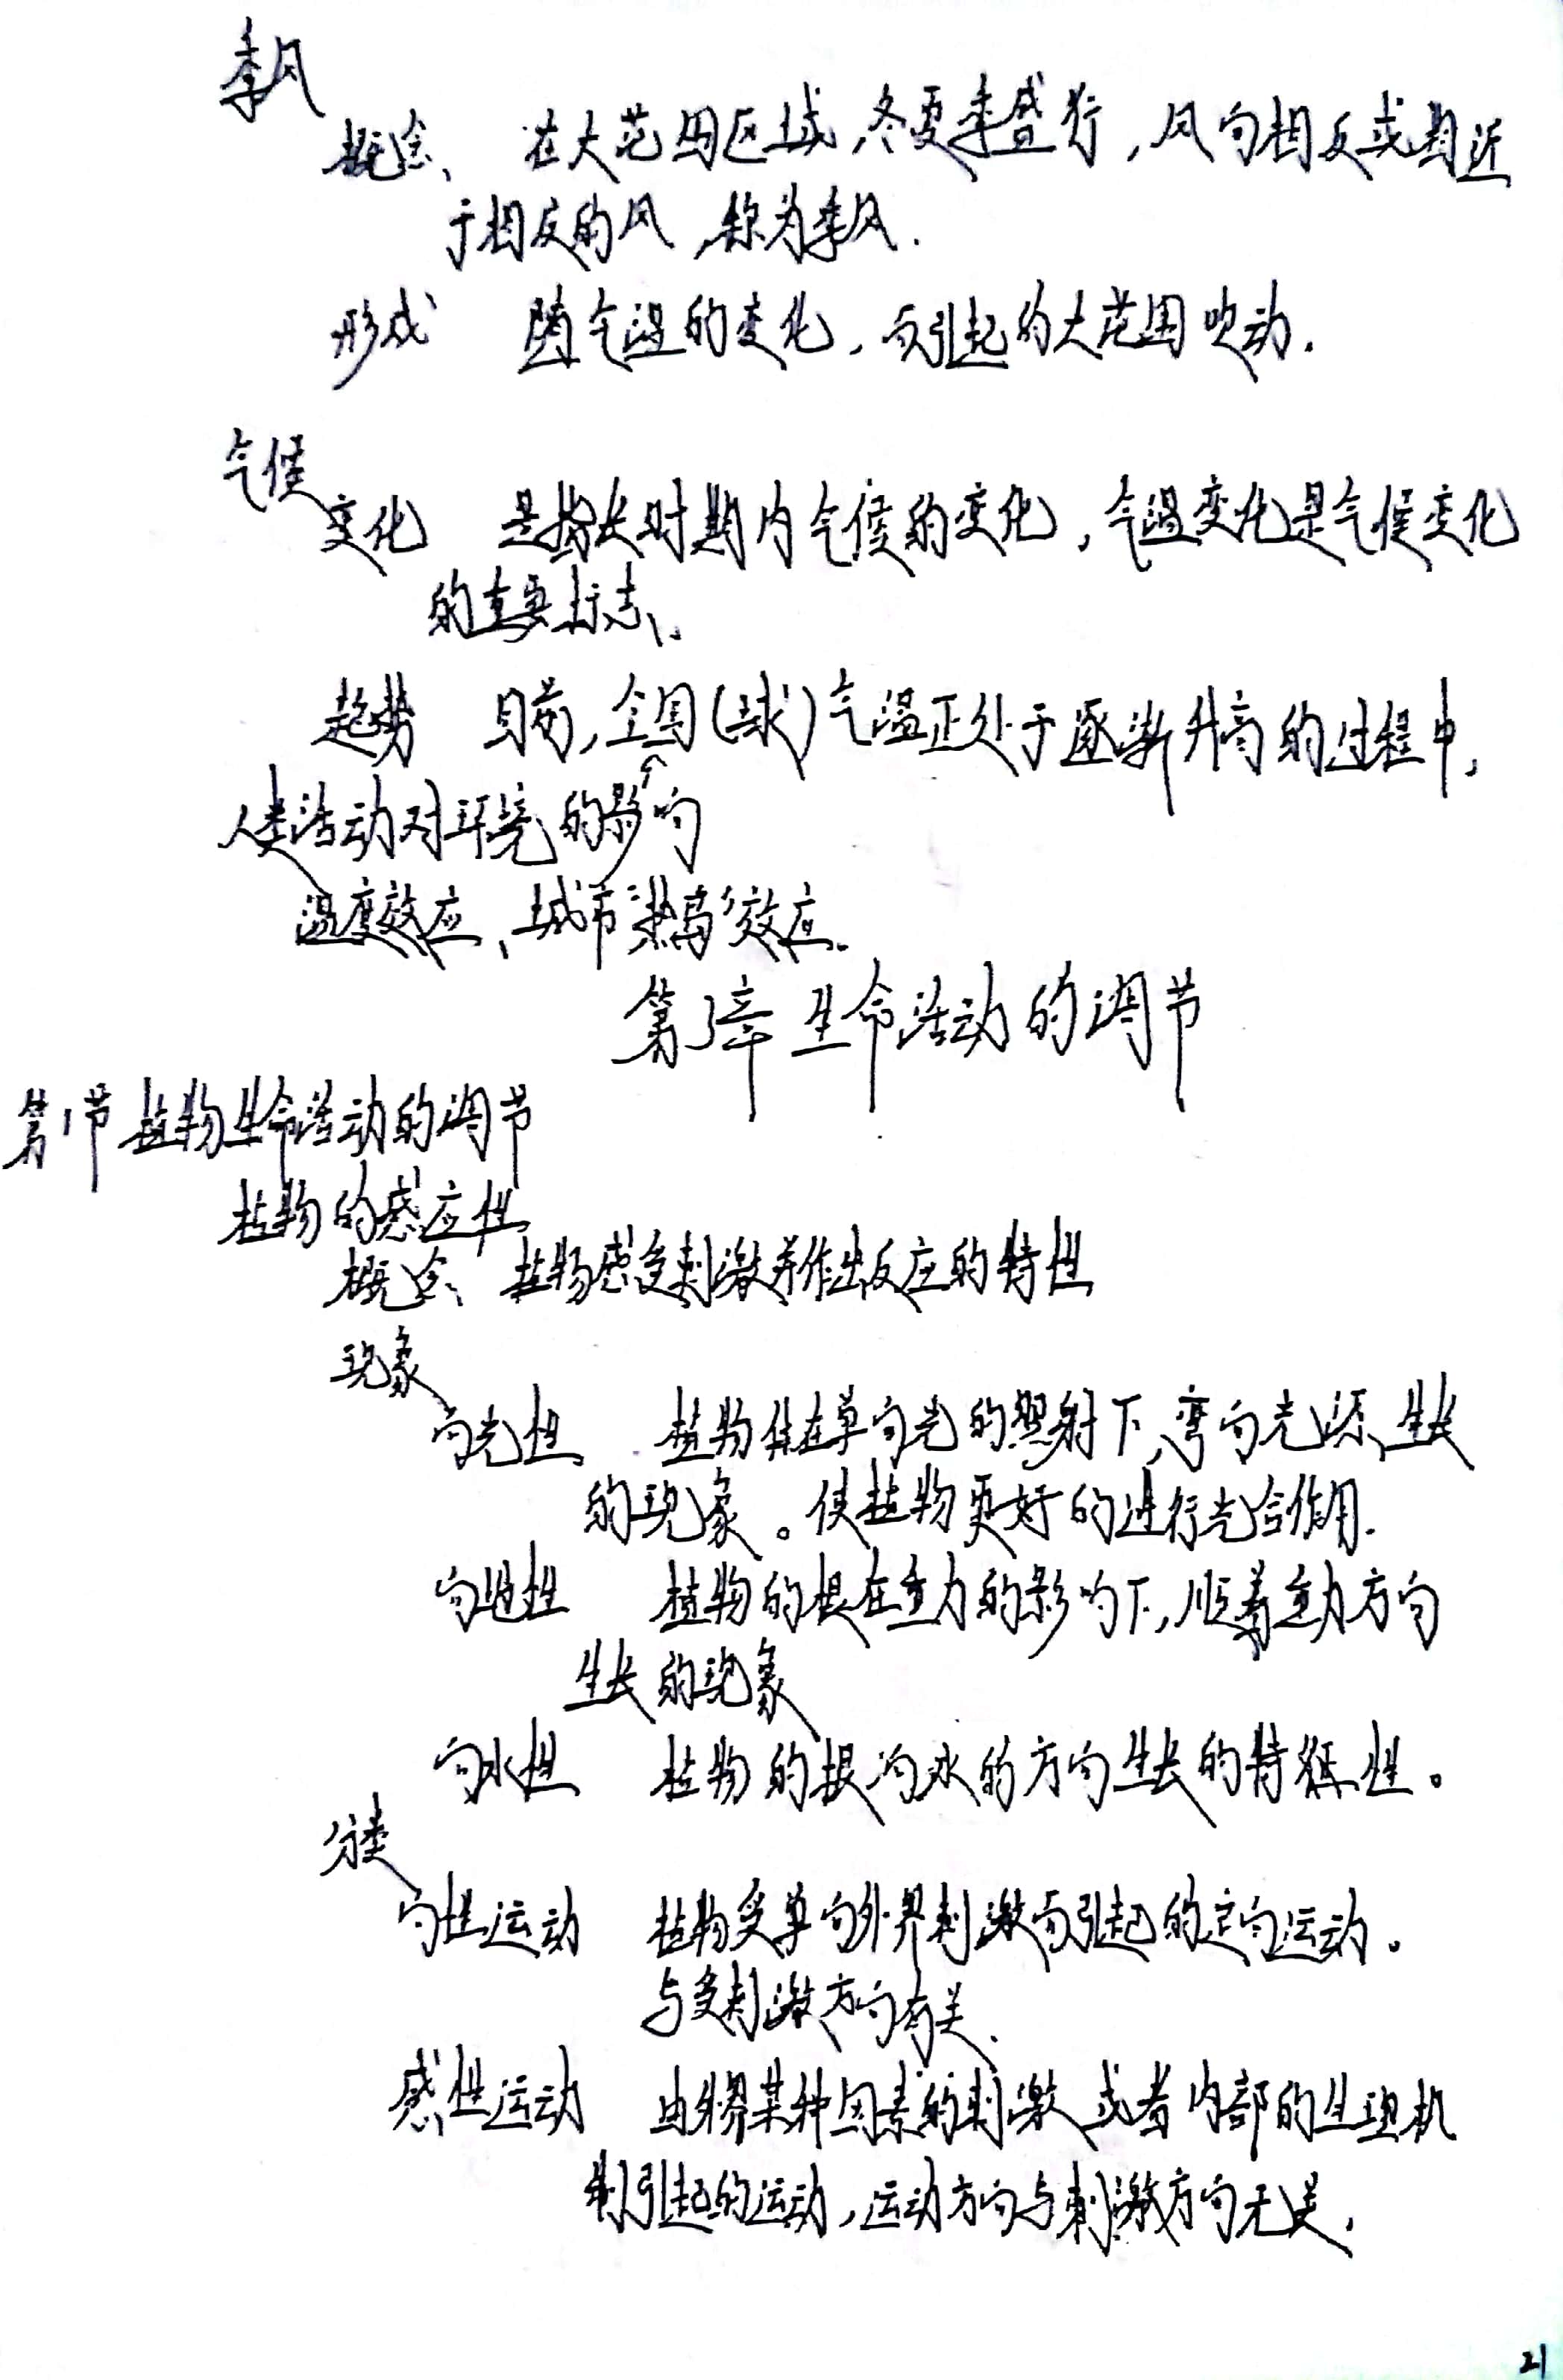 季风
概念、 在大范围区域,冬夏季盛行,风向相反或相近
于相反的风,称为季风.
形成 随气温的变化,而引起的大范围吹动.
气候
变化 是指长时期内气候的变化,气温变化是气候变化
的重要标志.
趋势 目前,全国(球)气温正处于逐渐升高的过程中,
人类活动对环境的影响
温度效应、城市“热岛”效应.
第3章 生命活动的调节
第1节 植物生命活动的调节
植物的感应性
概念、 植物感受刺激并作出反应的特性
现象
向光性 植物体在单向光的照射下,弯向光源生长
的现象。使植物更好的进行光合作用.
向地性 植物的根在重力的影响下,顺着重力方向
生长的现象
向水性 植物的根向水的方向生长的特征性。
分类
向性运动 植物受单向外界刺激而引起的定向运动。
与受刺激方向有关.
感性运动 由外界某种因素的刺激或者内部的生理机
制引起的运动,运动方向与刺激方向无关.
21